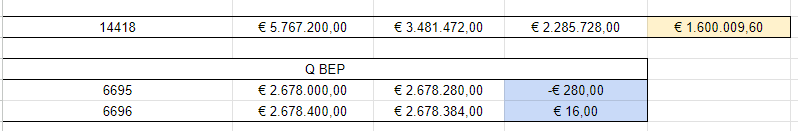 14418 € 5.767.200,00 € 3.481.472,00 € 2.285.728,00 € 1.600.009,60
Q BEP
6695 € 2.678.000,00 € 2.678.280,00 -€ 280,00
6696 € 2.678.400,00 € 2.678.384,00 € 16,00